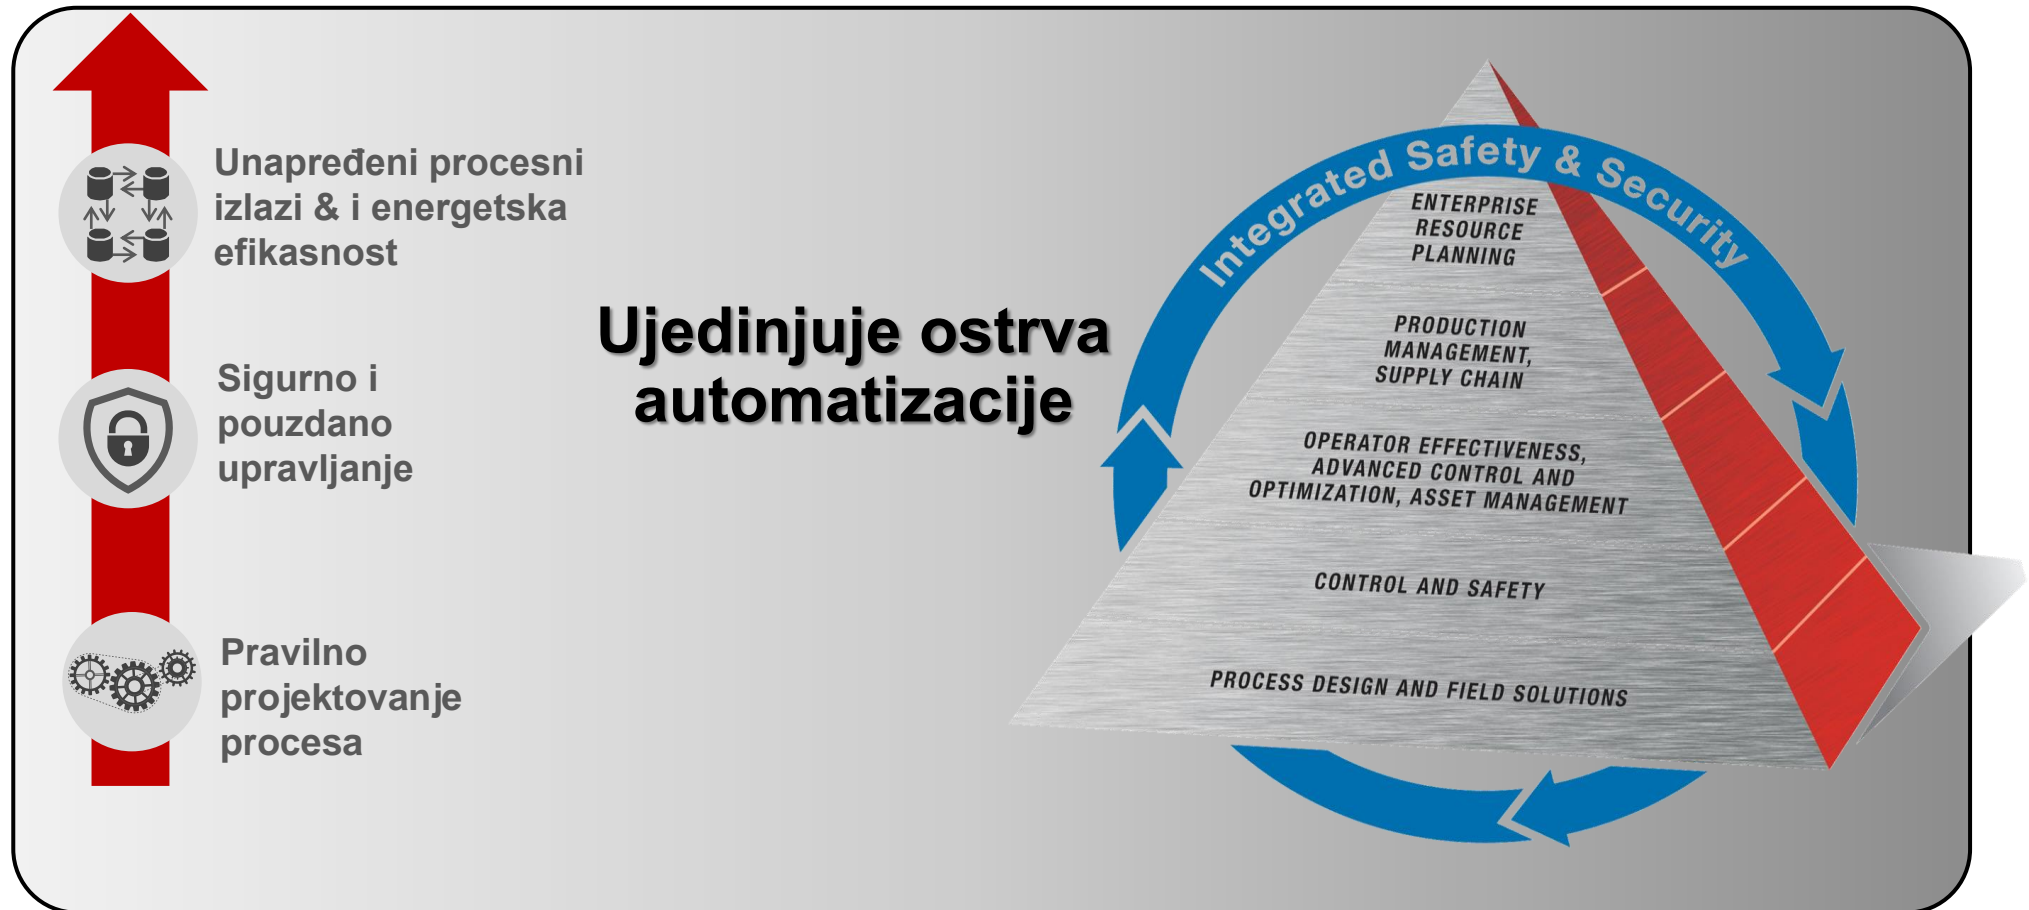 Unapređeni procesni
izlazi & i energetska
efikasnost
Sigurno i
pouzdano
upravljanje
Pravilno
projektovanje
procesa
Ujedinjuje ostrva
automatizacije
Integrated Safety & Security
ENTERPRISE
RESOURCE
PLANNING
PRODUCTION
MANAGEMENT,
SUPPLY CHAIN
OPERATOR EFFECTIVENESS,
ADVANCED CONTROL AND
OPTIMIZATION, ASSET MANAGEMENT
CONTROL AND SAFETY
PROCESS DESIGN AND FIELD SOLUTIONS